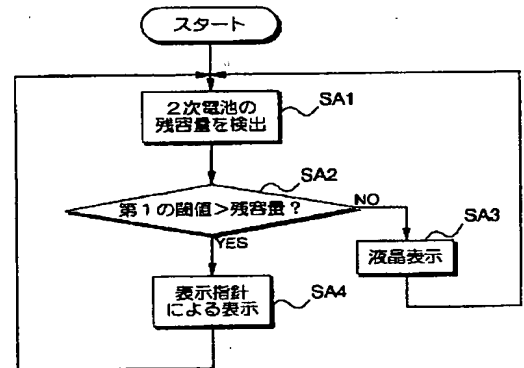 スタート
2次電池の
残容量を検出
SA1
SA2
第1の閾値>残容量?
NO
YES
SA3
液晶表示
表示指針
による表示
SA4